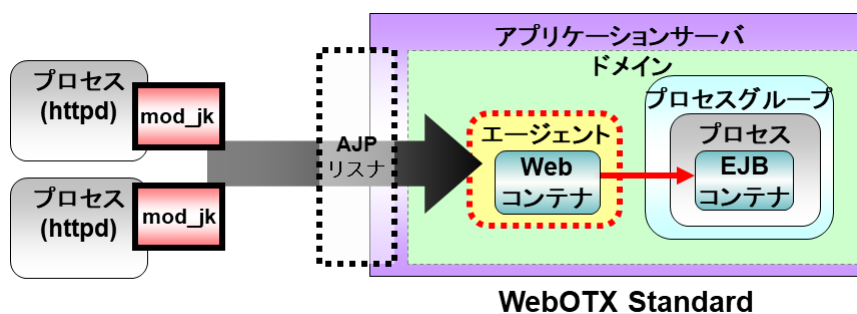 アプリケーションサーバ
ドメイン
プロセス
(httpd)
mod_jk
プロセス
(httpd)
mod_jk
AJP
リスナ
エージェント
Web
コンテナ
プロセスグループ
プロセス
EJB
コンテナ
WebOTX Standard